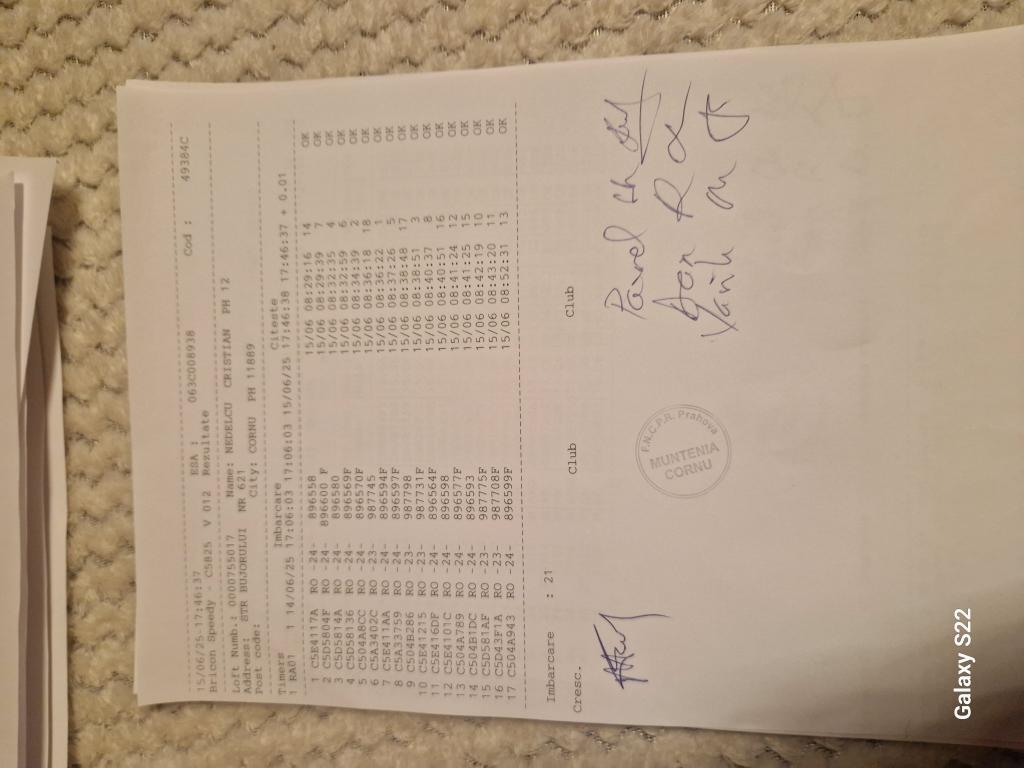 15/06/25-17:46:37 ESA : 063C008938 Cod : 49384C
Bricon Speedy - C5825 V 012 Rezultate
Loft Numb.: 0000755017 Name: NEDELCU CRISTIAN PH 12
Address: STR BUJORULUI NR 621
Post code: City: CORNU PH 11889
Timers Imbarcare Citeste
1 RA01 1 14/06/25 17:06:03 17:06:03 15/06/25 17:46:38 17:46:37 + 0.01
1 C5E4117A RO -24- 896558 15/06 08:29:16 14 OK
2 C5D5804F RO -24- 896600 F 15/06 08:29:39 7 OK
3 C5D5814A RO -24- 896580 15/06 08:32:35 4 OK
4 C5D58136 RO -24- 896569F 15/06 08:32:59 6 OK
5 C504A8CC RO -24- 896570F 15/06 08:34:39 2 OK
6 C5A3402C RO -23- 987745 15/06 08:36:18 18 OK
7 C5E411AA RO -24- 896594F 15/06 08:36:22 1 OK
8 C5A33759 RO -24- 896597F 15/06 08:37:26 5 OK
9 C504B286 RO -23- 987798 15/06 08:38:48 17 OK
10 C5E41215 RO -23- 987731F 15/06 08:38:51 3 OK
11 C5E416DF RO -24- 896564F 15/06 08:40:37 8 OK
12 C5E4101C RO -24- 896598 15/06 08:40:51 16 OK
13 C504A789 RO -24- 896577F 15/06 08:41:24 12 OK
14 C504B1DC RO -24- 896593 15/06 08:41:25 15 OK
15 C5D581AF RO -23- 987775F 15/06 08:42:19 10 OK
16 C5D43F1A RO -23- 987708F 15/06 08:43:20 11 OK
17 C504A943 RO -24- 896599F 15/06 08:52:31 13 OK
Imbarcare : 21
Cresc. Club Club
Pavel
F.N.C.P.R. Prahova
MUNTENIA
CORNU
Galaxy S22